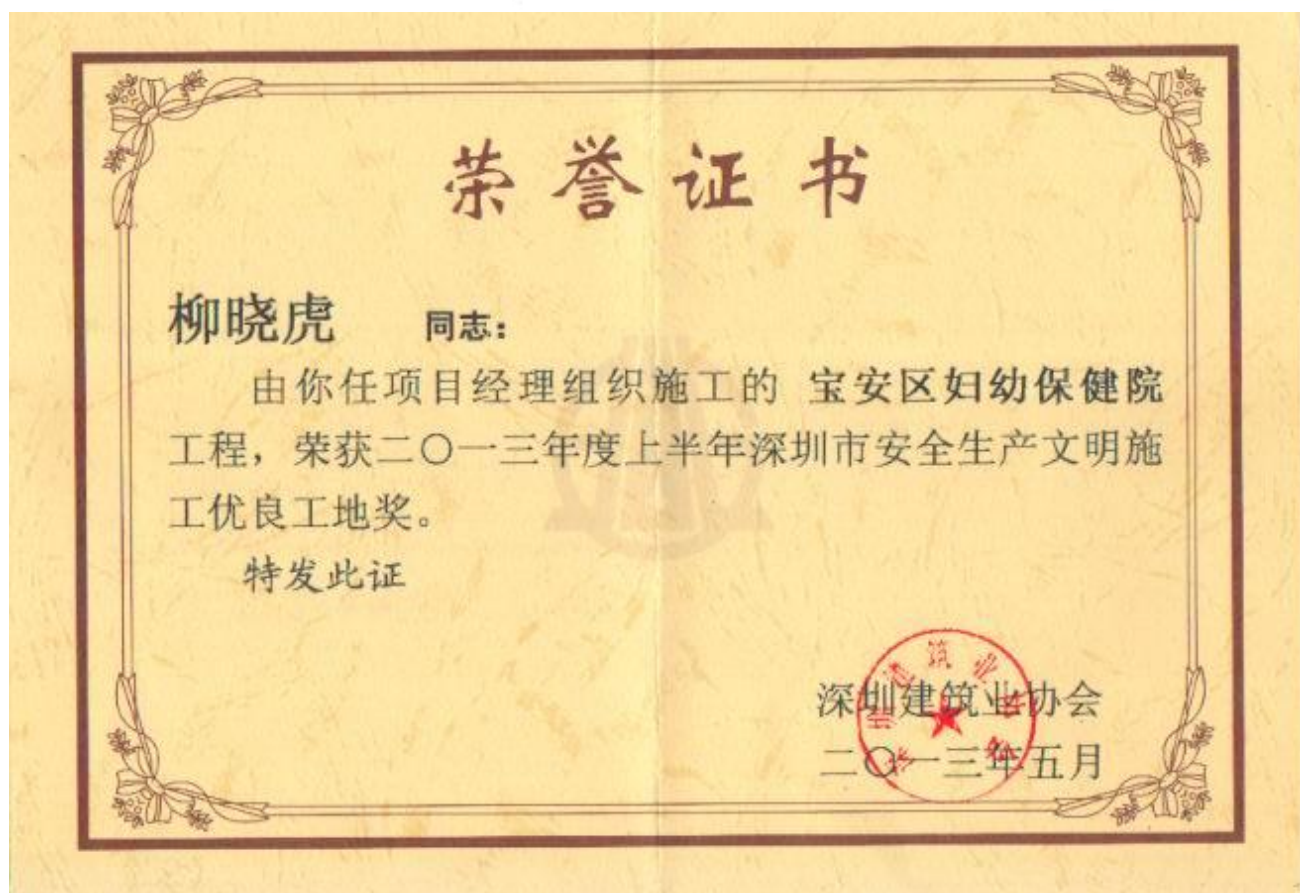 荣誉证书
柳晓虎 同志：
由你任项目经理组织施工的 宝安区妇幼保健院
工程，荣获二〇一三年度上半年深圳市安全生产文明施
工优良工地奖。
特发此证
深圳建筑业协会
二〇一三年五月